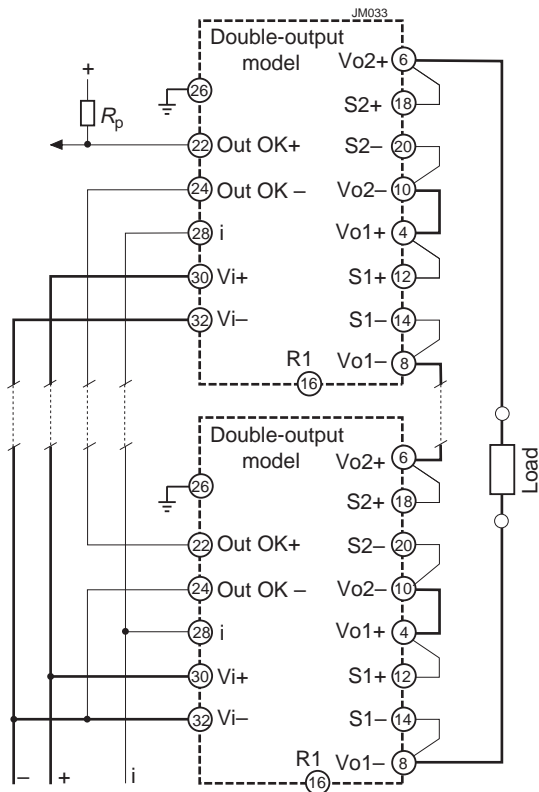 JM033
Double-output
model
Vo2+ 6
26
S2+ 18
+
Rp
22 Out OK+
S2– 20
24 Out OK –
Vo2– 10
28 i
Vo1+ 4
30 Vi+
S1+ 12
32 Vi–
S1– 14
R1
16
Vo1– 8
Double-output
model
Vo2+ 6
26
S2+ 18
Load
22 Out OK+
S2– 20
24 Out OK –
Vo2– 10
28 i
Vo1+ 4
30 Vi+
S1+ 12
32 Vi–
S1– 14
R1
16
Vo1– 8
– + i